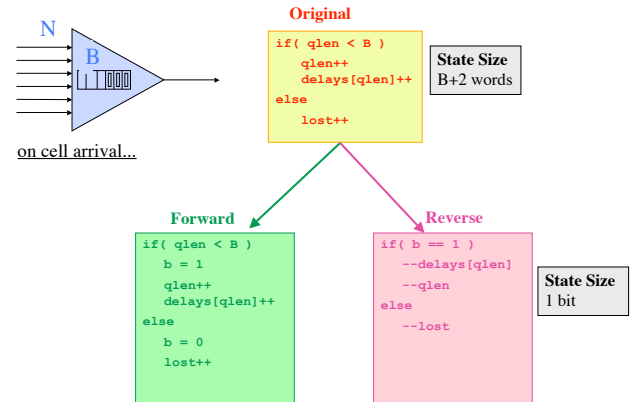 Original
N
B
if( qlen < B )
qlen++
delays[qlen]++
else
lost++
State Size
B+2 words
on cell arrival...
Forward
Reverse
if( qlen < B )
b = 1
qlen++
delays[qlen]++
else
b = 0
lost++
if( b == 1 )
--delays[qlen]
--qlen
else
--lost
State Size
1 bit